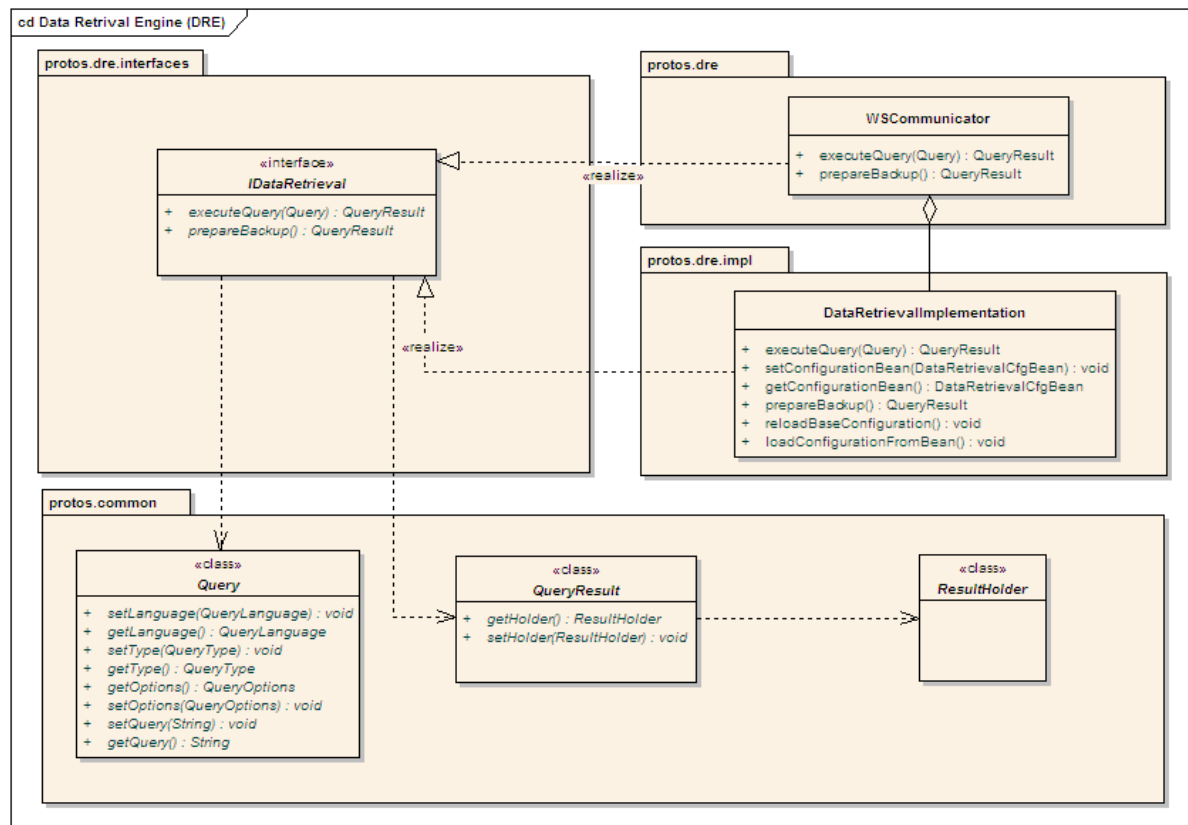 cd Data Retrival Engine (DRE)
protos.dre.interfaces
«interface»
IDataRetrieval
+ executeQuery(Query) : QueryResult
+ prepareBackup() : QueryResult
«realize»
«realize»
protos.dre
WSCommunicator
+ executeQuery(Query) : QueryResult
+ prepareBackup() : QueryResult
protos.dre.impl
DataRetrievalImplementation
+ executeQuery(Query) : QueryResult
+ setConfigurationBean(DataRetrievalCfgBean) : void
+ getConfigurationBean() : DataRetrievalCfgBean
+ prepareBackup() : QueryResult
+ reloadBaseConfiguration() : void
+ loadConfigurationFromBean() : void
protos.common
«class»
Query
+ setLanguage(QueryLanguage) : void
+ getLanguage() : QueryLanguage
+ setType(QueryType) : void
+ getType() : QueryType
+ getOptions() : QueryOptions
+ setOptions(QueryOptions) : void
+ setQuery(String) : void
+ getQuery() : String
«class»
QueryResult
+ getHolder() : ResultHolder
+ setHolder(ResultHolder) : void
«class»
ResultHolder